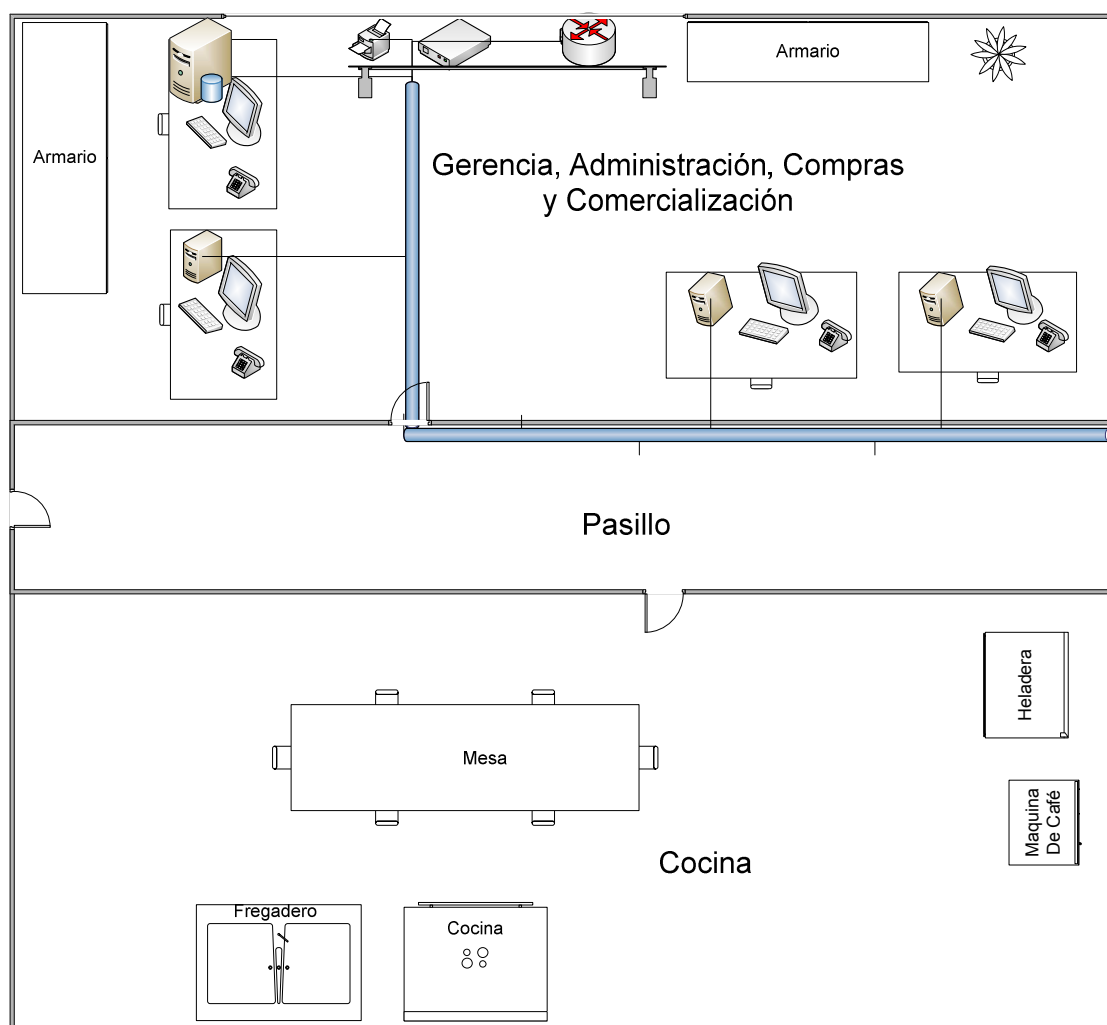 Armario
Armario
Gerencia, Administración, Compras
y Comercialización
Pasillo
Heladera
Mesa
Maquina
De Café
Cocina
Fregadero
Cocina